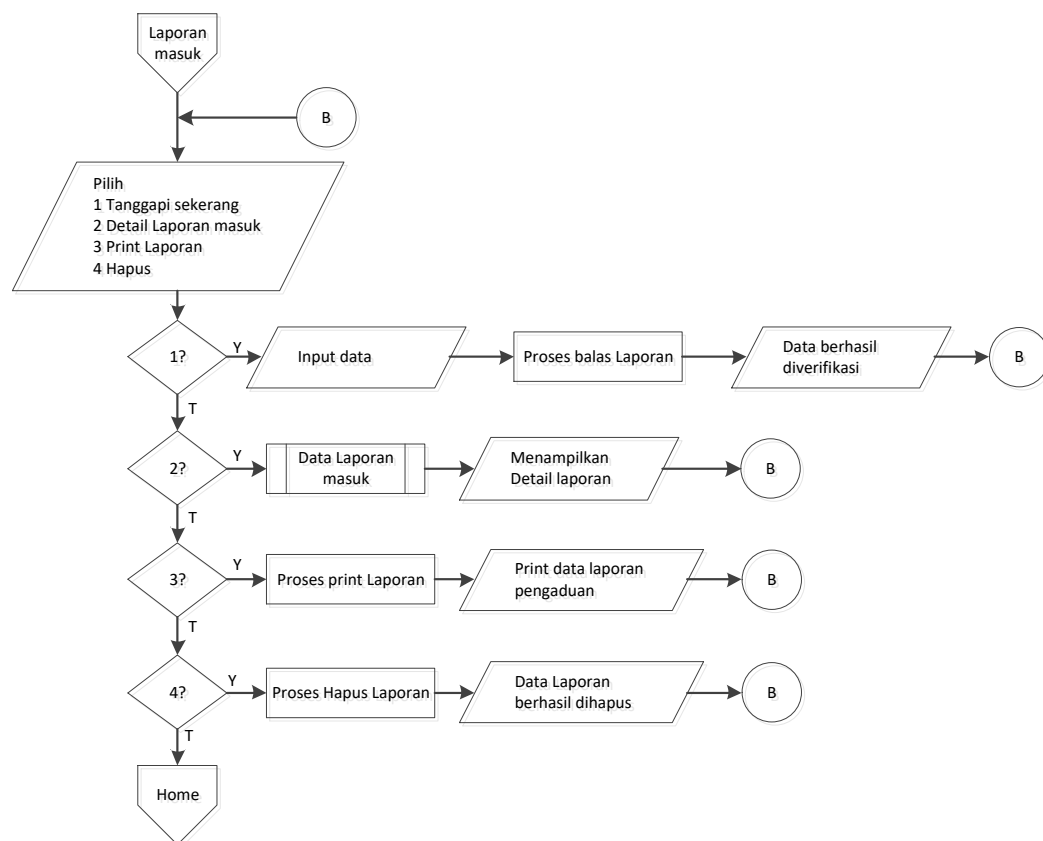 Laporan
masuk
B
Pilih
1 Tanggapi sekerang
2 Detail Laporan masuk
3 Print Laporan
4 Hapus
1?
Y
Input data
Proses balas Laporan
Data berhasil
diverifikasi
B
T
2?
Y
Data Laporan
masuk
Menampilkan
Detail laporan
B
T
3?
Y
Proses print Laporan
Print data laporan
pengaduan
B
T
4?
Y
Proses Hapus Laporan
Data Laporan
berhasil dihapus
B
T
Home